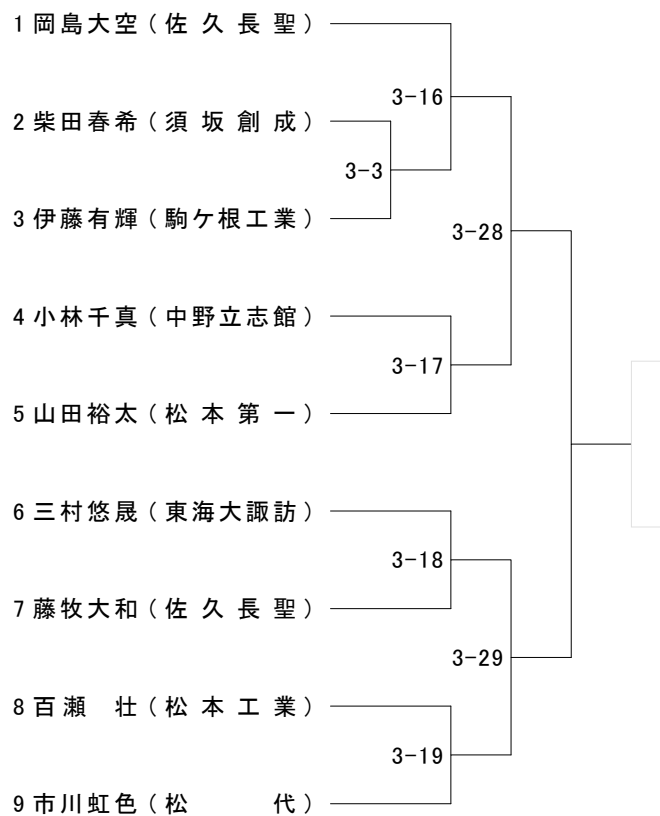 1 岡島大空（佐久長聖）
3-16
2 柴田春希（須坂創成）
3-3
3 伊藤有輝（駒ケ根工業）
3-28
4 小林千真（中野立志館）
3-17
5 山田裕太（松本第一）
6 三村悠晟（東海大諏訪）
3-18
7 藤牧大和（佐久長聖）
3-29
8 百瀬　壮（松本工業）
3-19
9 市川虹色（松　　代）